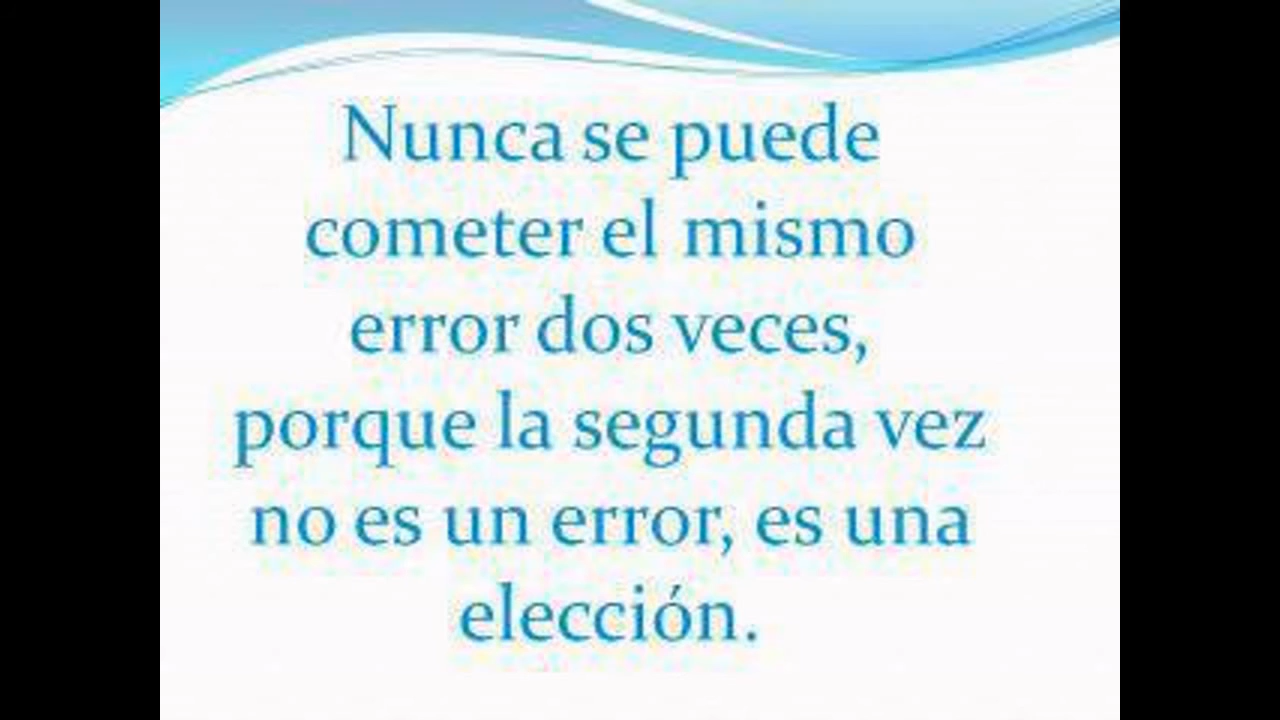 Nunca se puede
cometer el mismo
error dos veces,
porque la segunda vez
no es un error, es una
elección.